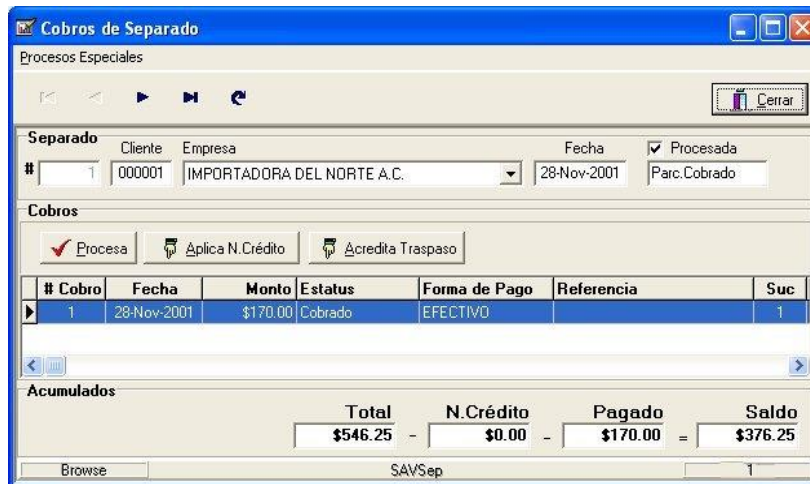 Cobros de Separado
Procesos Especiales
Cerrar
Separado
Cliente Empresa Fecha Procesada
# 1 000001 IMPORTADORA DEL NORTE A.C. 28-Nov-2001 Parc.Cobrado
Cobros
Procesa Aplica N.Crédito Acredita Traspaso
# Cobro Fecha Monto Estatus Forma de Pago Referencia Suc
1 28-Nov-2001 $170.00 Cobrado EFECTIVO 1
Acumulados
Total N.Crédito Pagado Saldo
$546.25 - $0.00 - $170.00 = $376.25
Browse SAVSep 1